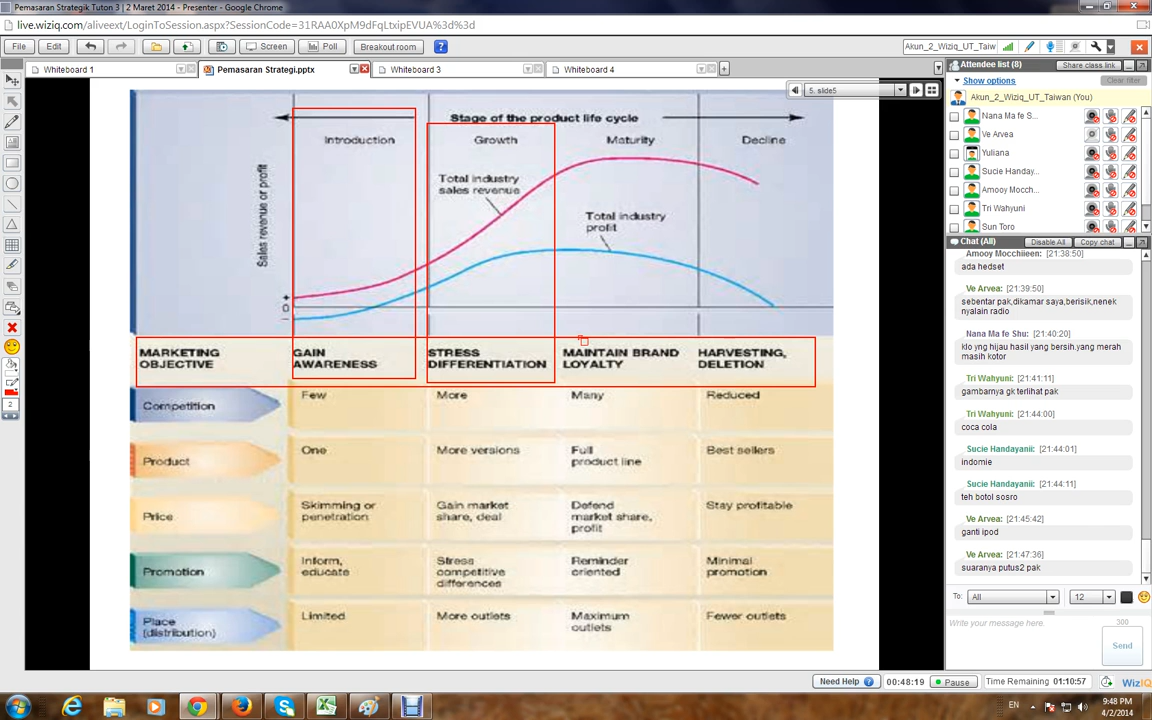 Pemasaran Strategik Tuton 3 | 2 Maret 2014 - Presenter - Google Chrome
live.wiziq.com/aliveext/LoginToSession.aspx?SessionCode=31RAA0XpM9dFqLtxipEVUA%3d%3d
File Edit Screen Poll Breakout room ? Akun_2_Wiziq_UT_Taiw
Whiteboard 1 Pemasaran Strategi.pptx Whiteboard 3 Whiteboard 4
5. slide5
Stage of the product life cycle
Introduction Growth Maturity Decline
Sales revenue or profit
Total industry
sales revenue
Total industry
profit
+
0
–
MARKETING OBJECTIVE
GAIN AWARENESS
STRESS DIFFERENTIATION
MAINTAIN BRAND LOYALTY
HARVESTING, DELETION
Competition Few More Many Reduced
Product One More versions Full product line Best sellers
Price Skimming or penetration Gain market share, deal Defend market share, profit Stay profitable
Promotion Inform, educate Stress competitive differences Reminder oriented Minimal promotion
Place (distribution) Limited More outlets Maximum outlets Fewer outlets
2
Attendee list (8) Share class link
Show options Clear filter
Akun_2_Wiziq_UT_Taiwan (You)
Nana Ma fe S...
Ve Arvea
Yuliana
Sucie Handay...
Amooy Mocch...
Tri Wahyuni
Sun Toro
Chat (All) Disable All Copy chat
Amooy Mocchiieen: [21:38:50]
ada hedset
Ve Arvea: [21:39:50]
sebentar pak,dikamar saya,berisik,nenek
nyalain radio
Nana Ma fe Shu: [21:40:20]
klo yng hijau hasil yang bersih.yang merah
masih kotor
Tri Wahyuni: [21:41:11]
gambarnya gk terlihat pak
Tri Wahyuni: [21:44:00]
coca cola
Sucie Handayanii: [21:44:01]
indomie
Sucie Handayanii: [21:44:11]
teh botol sosro
Ve Arvea: [21:45:42]
ganti ipod
Ve Arvea: [21:47:36]
suaranya putus2 pak
To: All 12
Write your message here. 300
Send
Need Help ? 00:48:19 Pause Time Remaining 01:10:57 WizIQ
EN 9:48 PM
4/2/2014